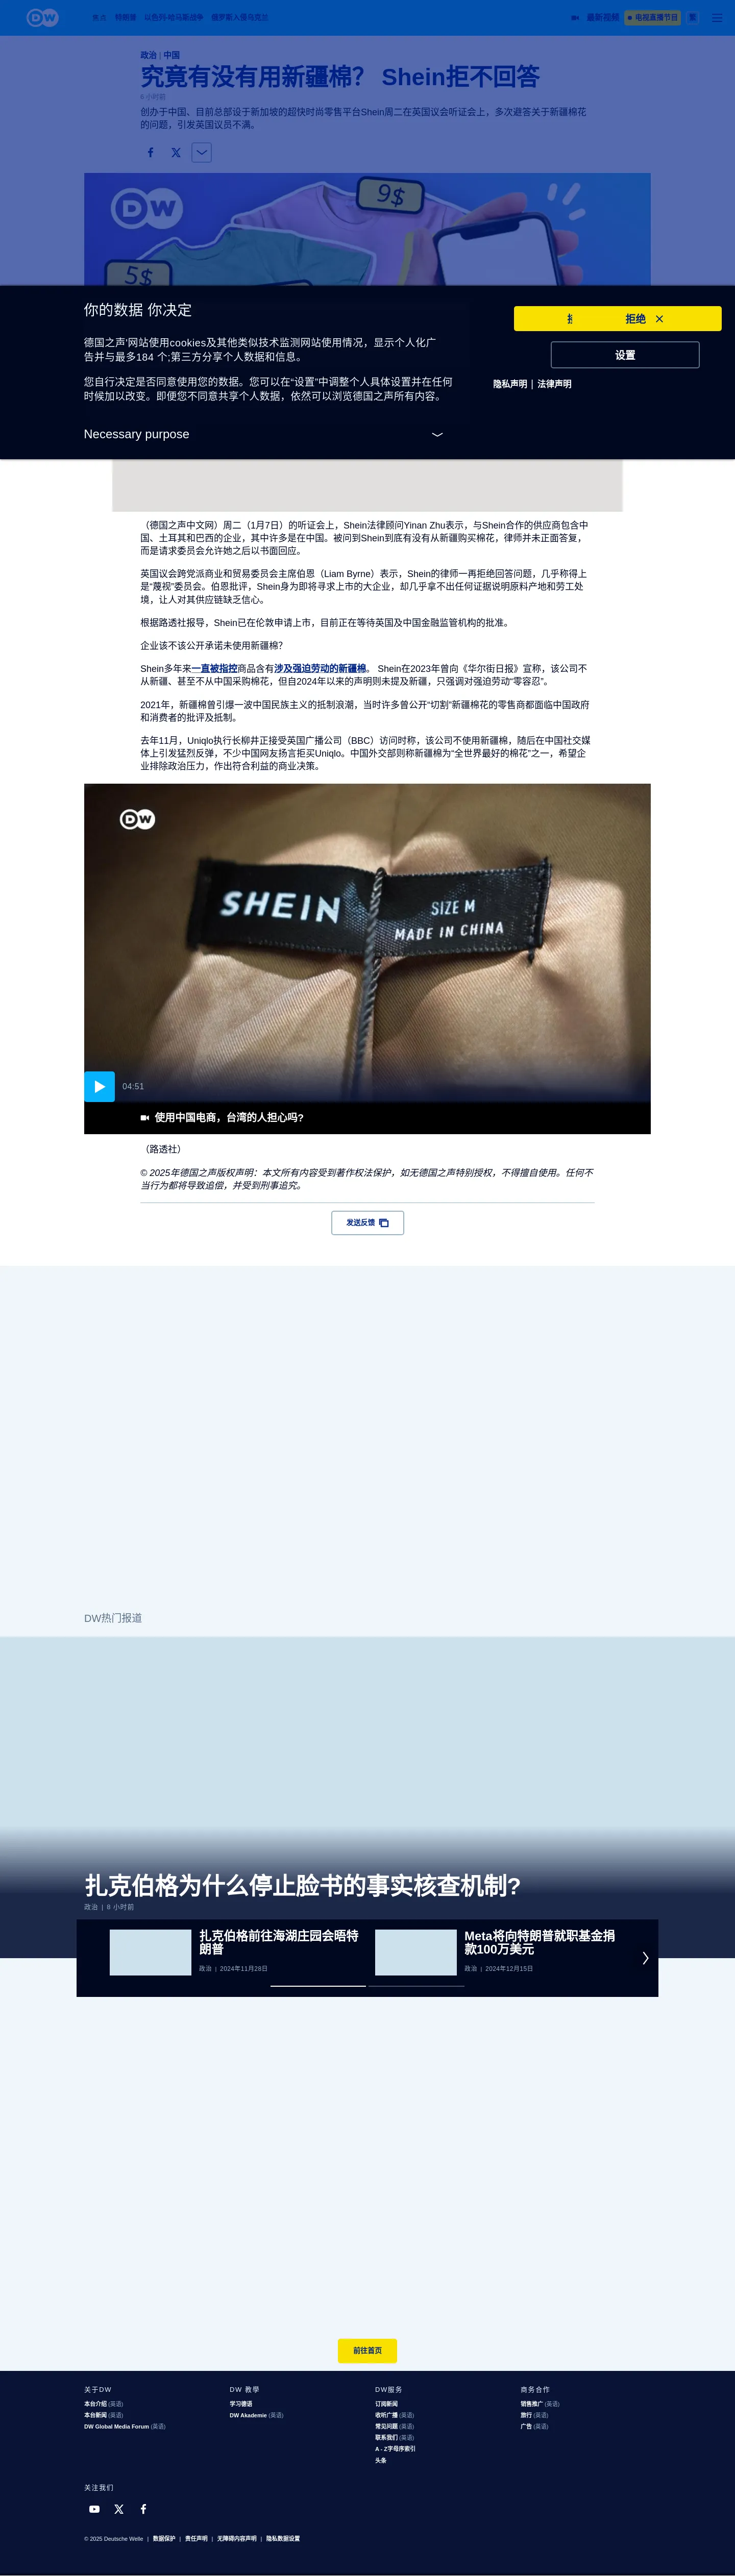 DW
焦点 特朗普 以色列-哈马斯战争 俄罗斯入侵乌克兰 最新视频 电视直播节目 繁
政治 | 中国
究竟有没有用新疆棉？ Shein拒不回答
8 小时前
创办于中国、目前总部设于新加坡的超快时尚零售平台Shein周二在英国议会听证会上，多次避答关于新疆棉花
的问题，引发英国议员不满。
DW
9$
5$
你的数据 你决定
德国之声'网站使用cookies及其他类似技术监测网站使用情况，显示个人化广
告并与最多184 个;第三方分享个人数据和信息。
您自行决定是否同意使用您的数据。您可以在"设置"中调整个人具体设置并在任何
时候加以改变。即便您不同意共享个人数据，依然可以浏览德国之声所有内容。
Necessary purpose
拒绝
设置
隐私声明 | 法律声明
（德国之声中文网）周二（1月7日）的听证会上，Shein法律顾问Yinan Zhu表示，与Shein合作的供应商包含中
国、土耳其和巴西的企业，其中许多是在中国。被问到Shein到底有没有从新疆购买棉花，律师并未正面答复，
而是请求委员会允许她之后以书面回应。
英国议会跨党派商业和贸易委员会主席伯恩（Liam Byrne）表示，Shein的律师一再拒绝回答问题，几乎称得上
是“蔑视”委员会。伯恩批评，Shein身为即将寻求上市的大企业，却几乎拿不出任何证据说明原料产地和劳工处
境，让人对其供应链缺乏信心。
根据路透社报导，Shein已在伦敦申请上市，目前正在等待英国及中国金融监管机构的批准。
企业该不该公开承诺未使用新疆棉？
Shein多年来一直被指控商品含有涉及强迫劳动的新疆棉。 Shein在2023年曾向《华尔街日报》宣称，该公司不
从新疆、甚至不从中国采购棉花，但自2024年以来的声明则未提及新疆，只强调对强迫劳动“零容忍”。
2021年，新疆棉曾引爆一波中国民族主义的抵制浪潮，当时许多曾公开“切割”新疆棉花的零售商都面临中国政府
和消费者的批评及抵制。
去年11月，Uniqlo执行长柳井正接受英国广播公司（BBC）访问时称，该公司不使用新疆棉，随后在中国社交媒
体上引发猛烈反弹，不少中国网友扬言拒买Uniqlo。中国外交部则称新疆棉为“全世界最好的棉花”之一，希望企
业排除政治压力，作出符合利益的商业决策。
DW
SHEIN
SIZE M
MADE IN CHINA
04:51
使用中国电商，台湾的人担心吗?
（路透社）
© 2025年德国之声版权声明：本文所有内容受到著作权法保护，如无德国之声特别授权，不得擅自使用。任何不
当行为都将导致追偿，并受到刑事追究。
发送反馈
DW热门报道
扎克伯格为什么停止脸书的事实核查机制?
政治 | 8 小时前
扎克伯格前往海湖庄园会晤特
朗普
政治 | 2024年11月28日
Meta将向特朗普就职基金捐
款100万美元
政治 | 2024年12月15日
前往首页
关于DW
本台介绍 (英语)
本台新闻 (英语)
DW Global Media Forum (英语)
DW 教學
学习德语
DW Akademie (英语)
DW服务
订阅新闻
收听广播 (英语)
常见问题 (英语)
联系我们 (英语)
A - Z字母序索引
头条
商务合作
销售推广 (英语)
旅行 (英语)
广告 (英语)
关注我们
© 2025 Deutsche Welle | 数据保护 | 责任声明 | 无障碍内容声明 | 隐私数据设置